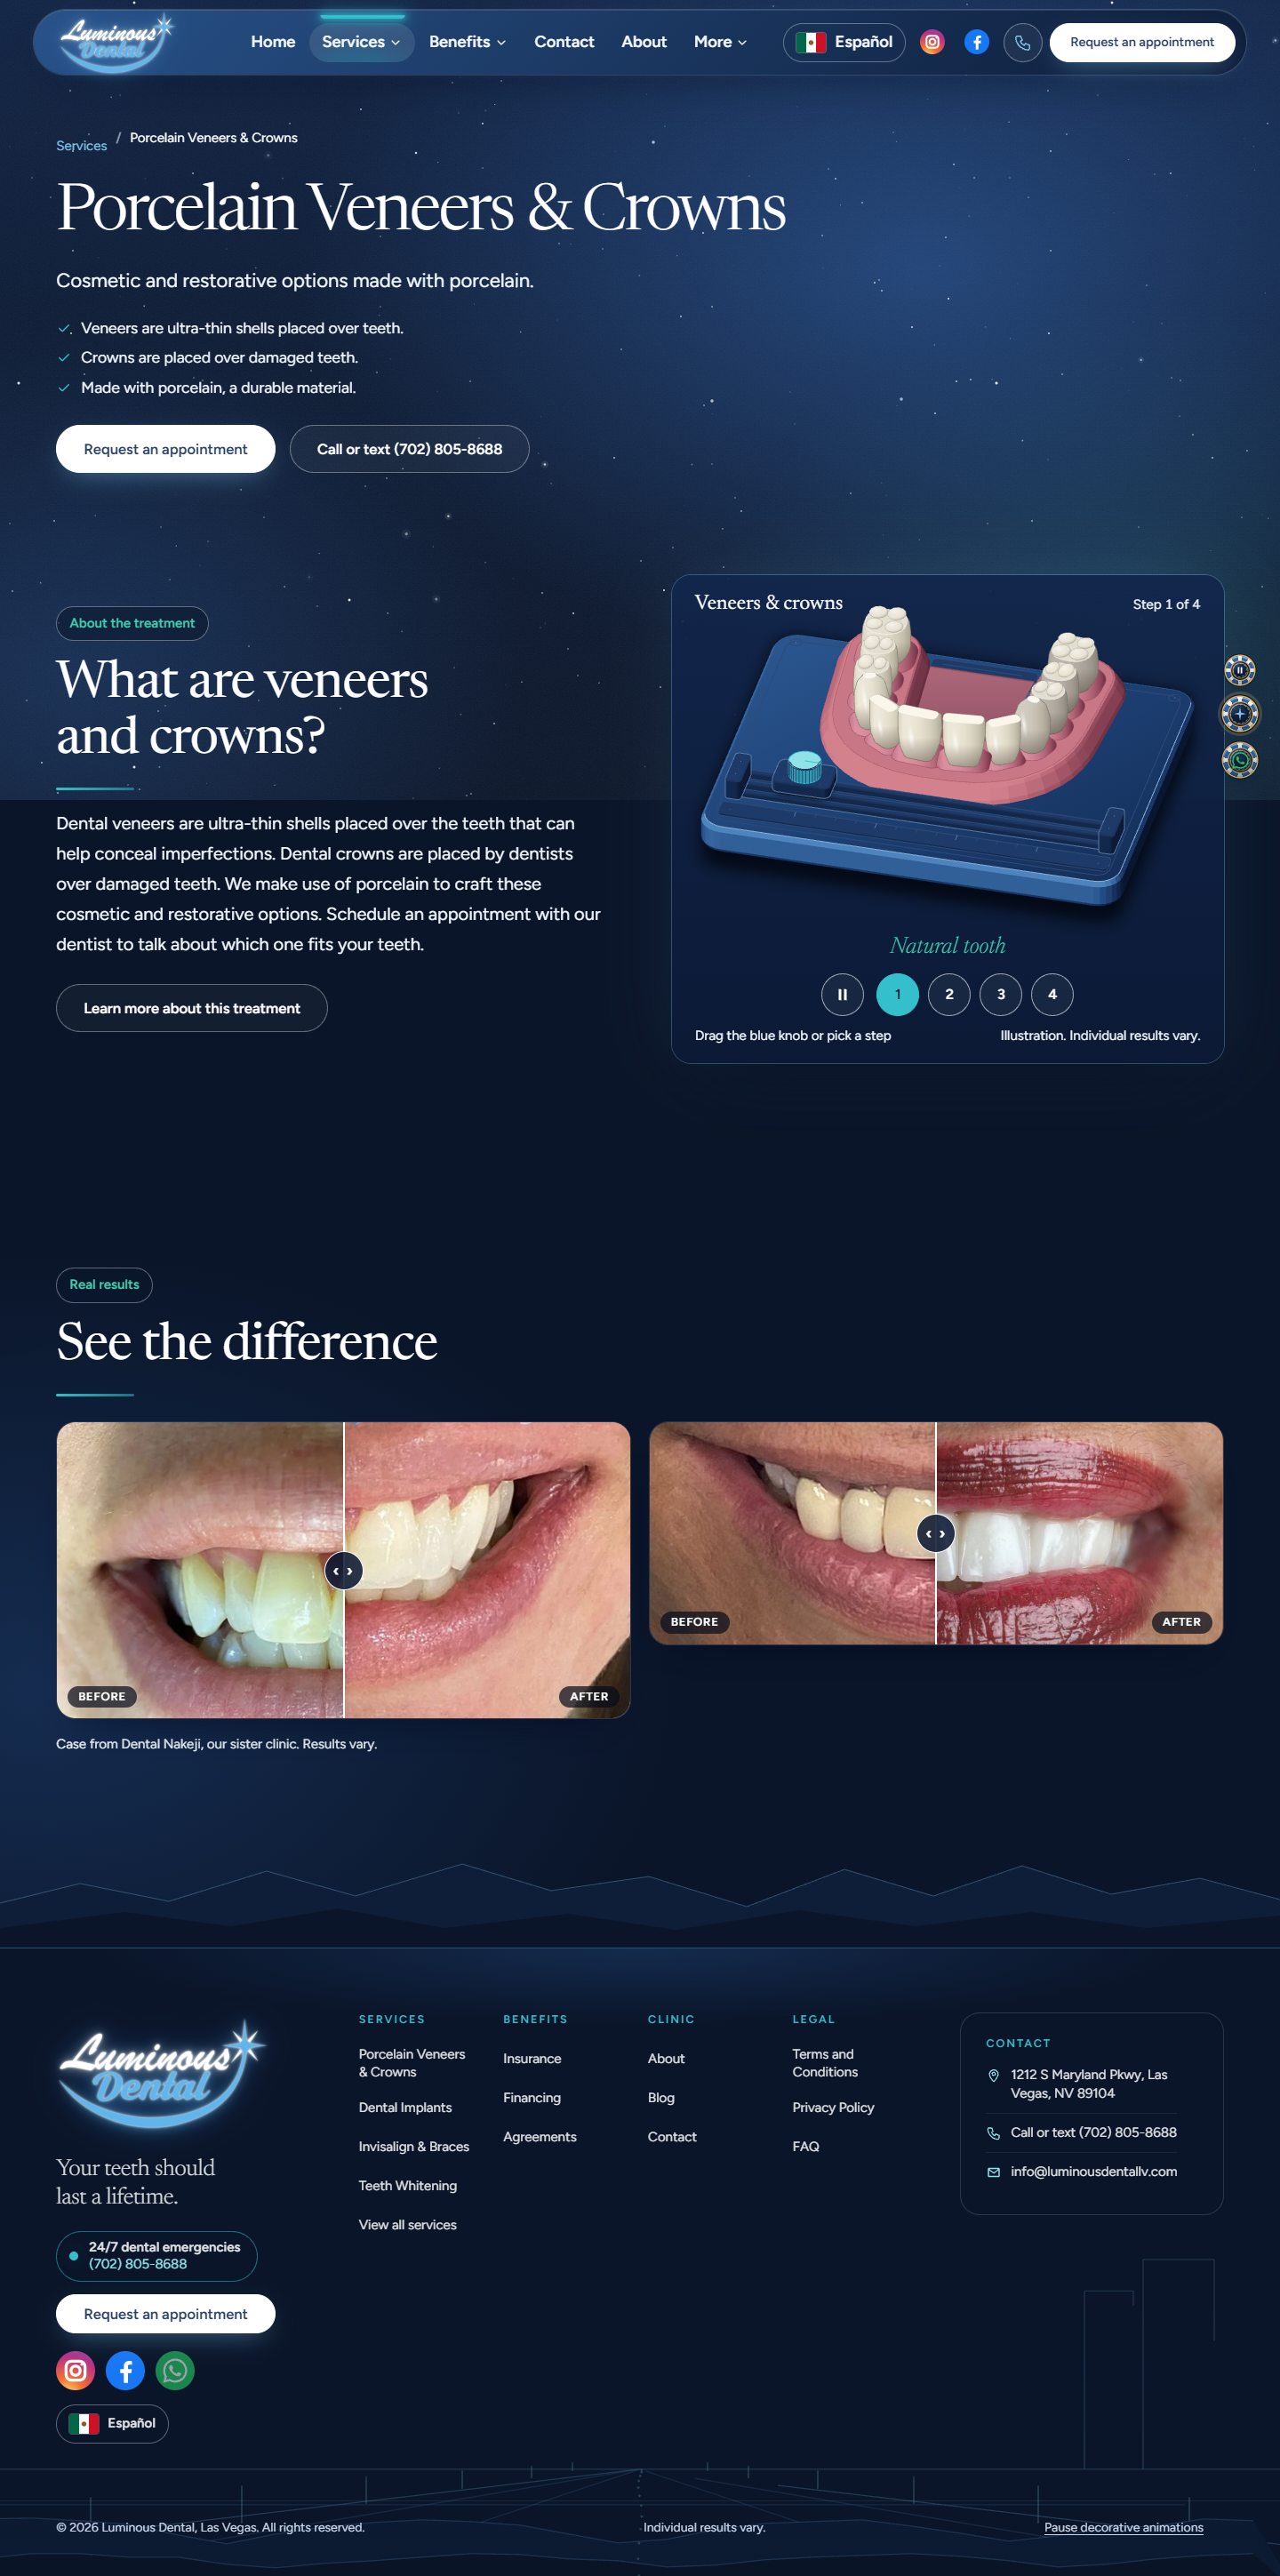 Luminous
Dental
Home
Services
Benefits
Contact
About
More
Español
Request an appointment
Services / Porcelain Veneers & Crowns
Porcelain Veneers & Crowns
Cosmetic and restorative options made with porcelain.
Veneers are ultra-thin shells placed over teeth.
Crowns are placed over damaged teeth.
Made with porcelain, a durable material.
Request an appointment
Call or text (702) 805-8688
About the treatment
What are veneers
and crowns?
Dental veneers are ultra-thin shells placed over the teeth that can
help conceal imperfections. Dental crowns are placed by dentists
over damaged teeth. We make use of porcelain to craft these
cosmetic and restorative options. Schedule an appointment with our
dentist to talk about which one fits your teeth.
Learn more about this treatment
Veneers & crowns
Step 1 of 4
Natural tooth
1
2
3
4
Drag the blue knob or pick a step
Illustration. Individual results vary.
Real results
See the difference
BEFORE
AFTER
BEFORE
AFTER
Case from Dental Nakeji, our sister clinic. Results vary.
Luminous
Dental
Your teeth should
last a lifetime.
24/7 dental emergencies
(702) 805-8688
Request an appointment
Español
SERVICES
Porcelain Veneers
& Crowns
Dental Implants
Invisalign & Braces
Teeth Whitening
View all services
BENEFITS
Insurance
Financing
Agreements
CLINIC
About
Blog
Contact
LEGAL
Terms and
Conditions
Privacy Policy
FAQ
CONTACT
1212 S Maryland Pkwy, Las
Vegas, NV 89104
Call or text (702) 805-8688
info@luminousdentallv.com
© 2026 Luminous Dental, Las Vegas. All rights reserved.
Individual results vary.
Pause decorative animations